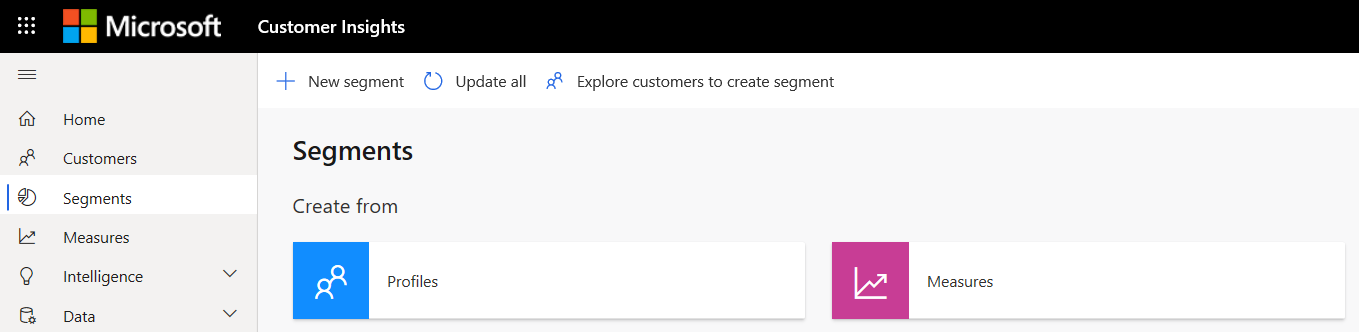 Microsoft Customer Insights
New segment Update all Explore customers to create segment
Home
Customers
Segments
Measures
Intelligence
Data
Segments
Create from
Profiles Measures